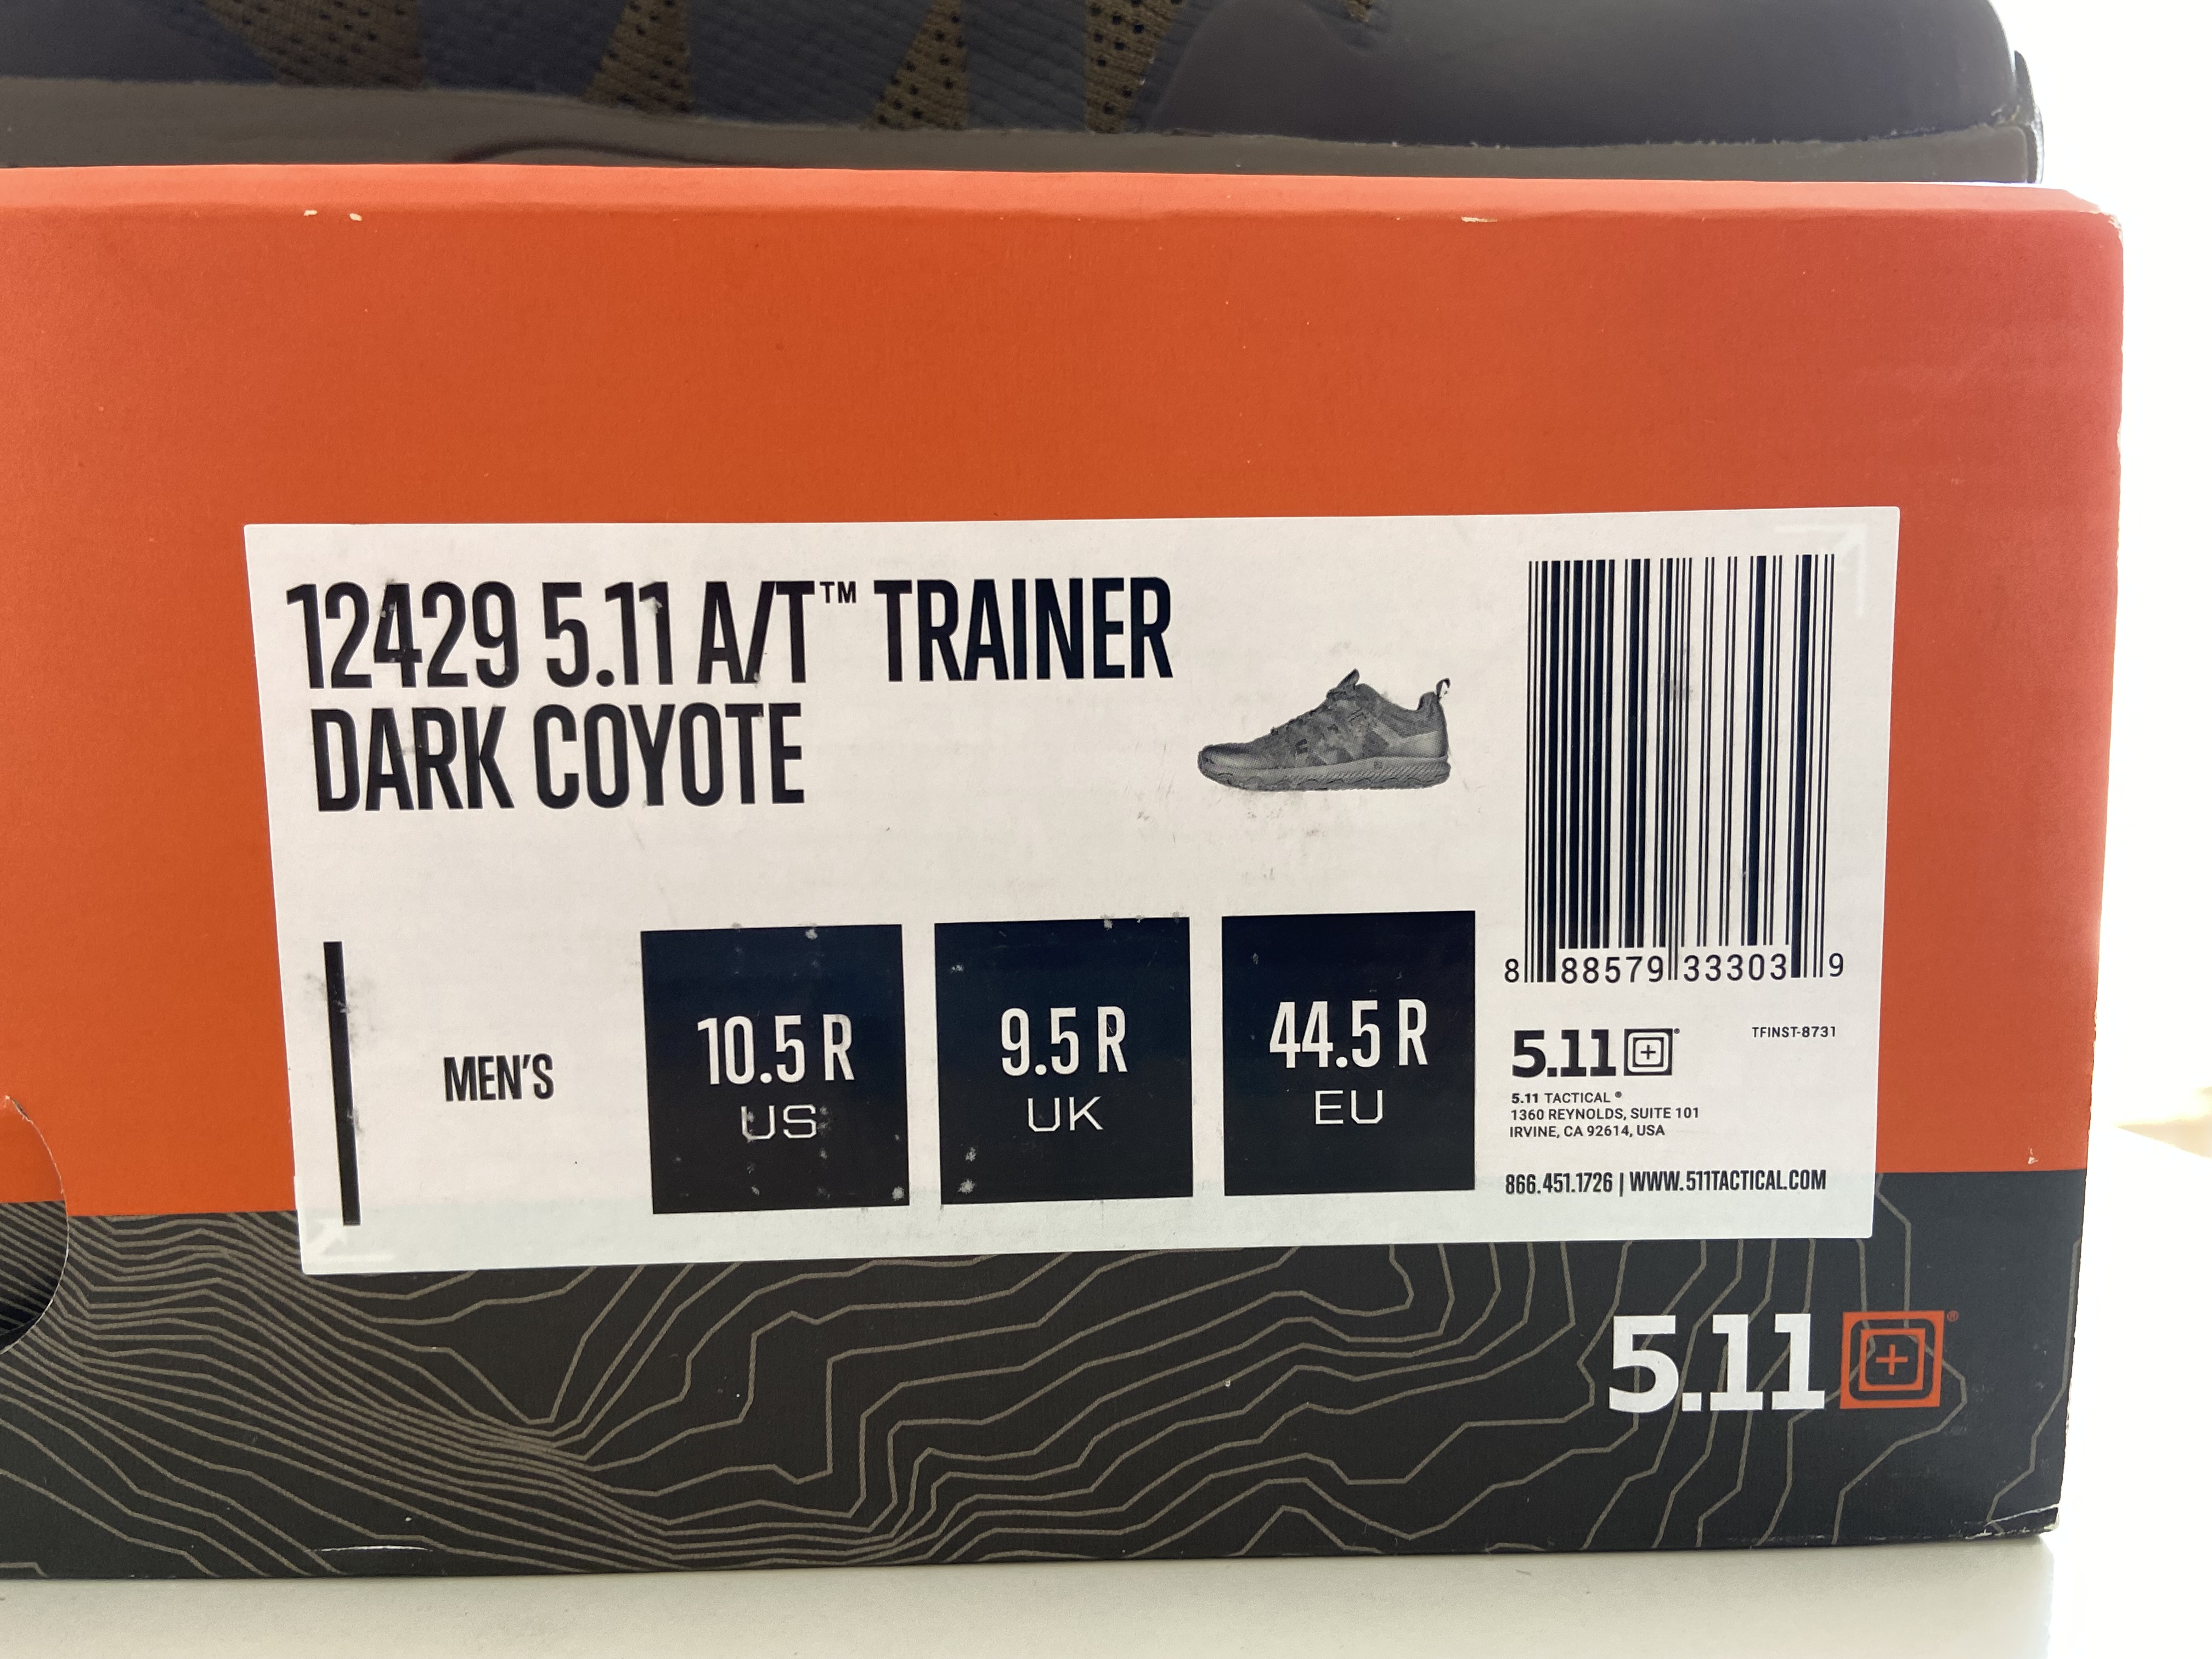 12429 5.11 A/T™ TRAINER
DARK COYOTE
MEN'S
10.5 R
US
9.5 R
UK
44.5 R
EU
8 88579 33303 9
5.11®
TFINST-8731
5.11 TACTICAL®
1360 REYNOLDS, SUITE 101
IRVINE, CA 92614, USA
866.451.1726 | WWW.511TACTICAL.COM
5.11®